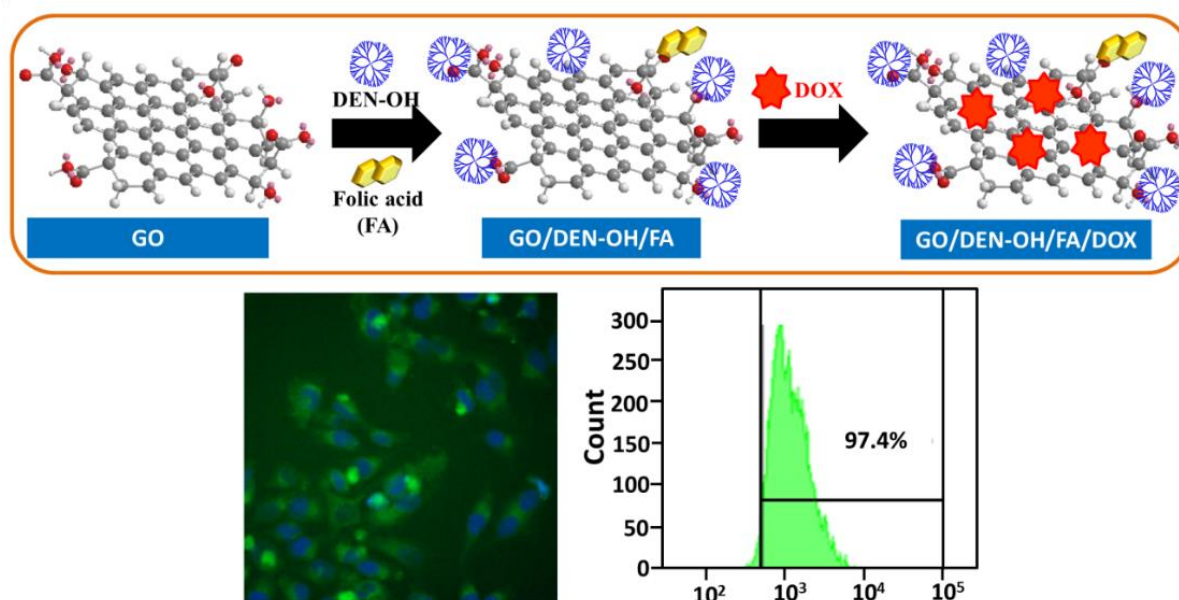 DEN-OH
Folic acid
(FA)
DOX
GO
GO/DEN-OH/FA
GO/DEN-OH/FA/DOX
Count
300
250
200
150
100
50
0
97.4%
10² 10³ 10⁴ 10⁵